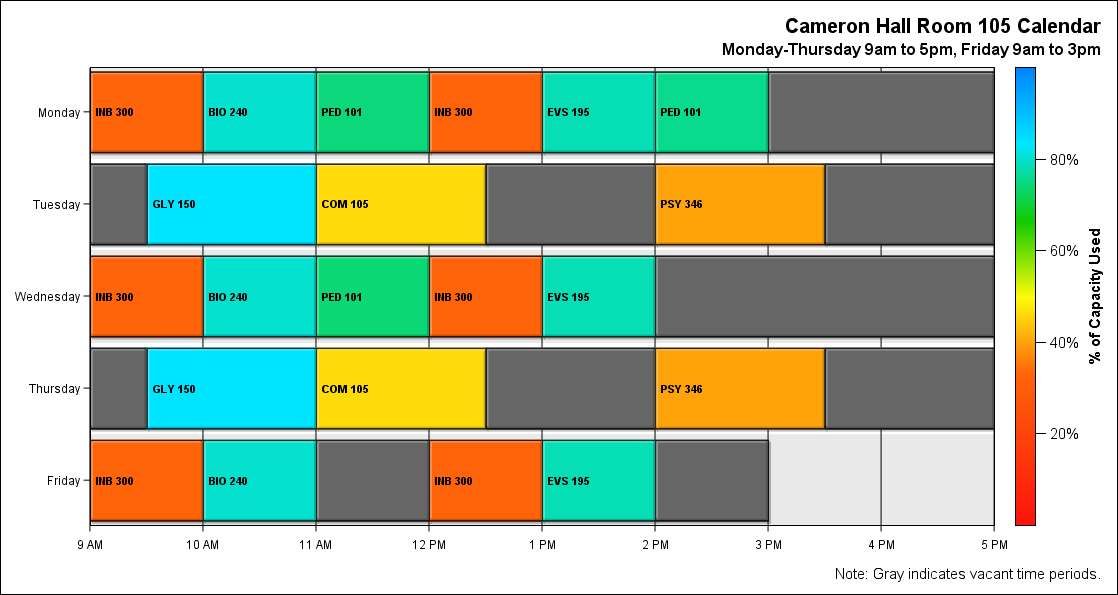 Cameron Hall Room 105 Calendar
Monday-Thursday 9am to 5pm, Friday 9am to 3pm
Monday
INB 300 BIO 240 PED 101 INB 300 EVS 195 PED 101
Tuesday
GLY 150 COM 105 PSY 346
Wednesday
INB 300 BIO 240 PED 101 INB 300 EVS 195
Thursday
GLY 150 COM 105 PSY 346
Friday
INB 300 BIO 240 INB 300 EVS 195
9 AM 10 AM 11 AM 12 PM 1 PM 2 PM 3 PM 4 PM 5 PM
80%
60%
40%
20%
% of Capacity Used
Note: Gray indicates vacant time periods.